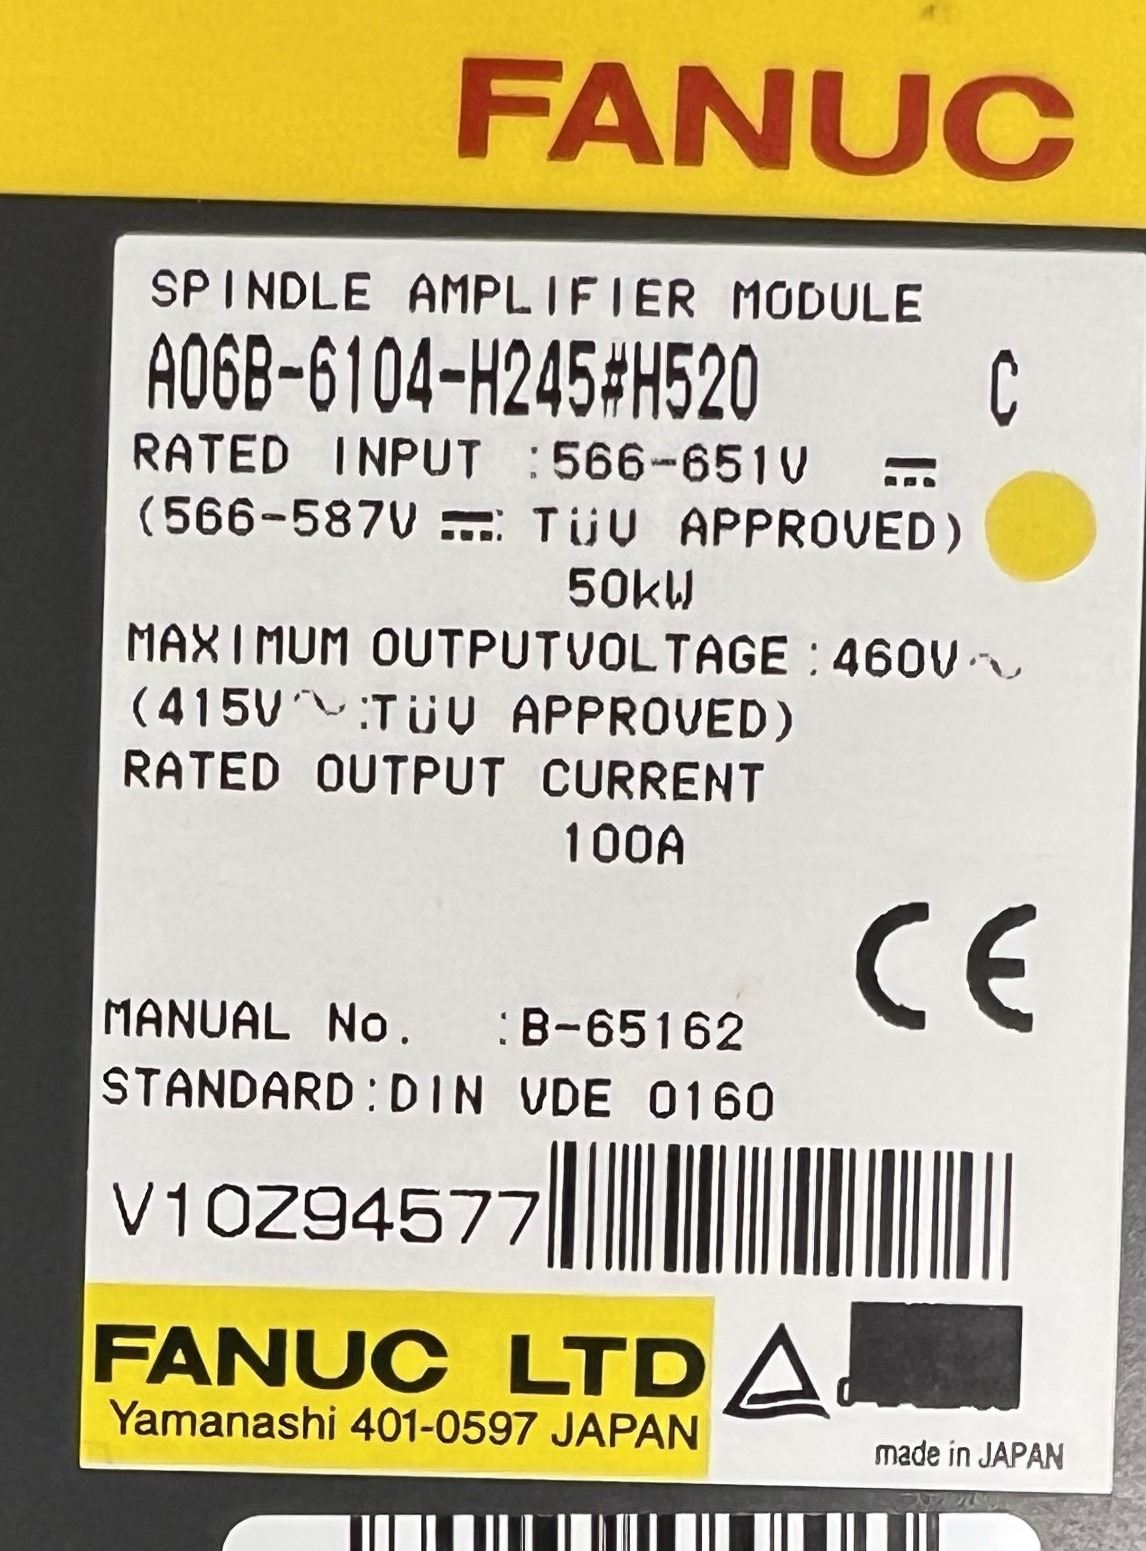 FANUC
SPINDLE AMPLIFIER MODULE
A06B-6104-H245#H520 C
RATED INPUT :566-651V ⎓
(566-587V ⎓: TüV APPROVED)
50kW
MAXIMUM OUTPUTVOLTAGE:460V~
(415V~:TüV APPROVED)
RATED OUTPUT CURRENT
100A
CE
MANUAL No. :B-65162
STANDARD:DIN VDE 0160
V10Z94577
FANUC LTD
Yamanashi 401-0597 JAPAN
made in JAPAN